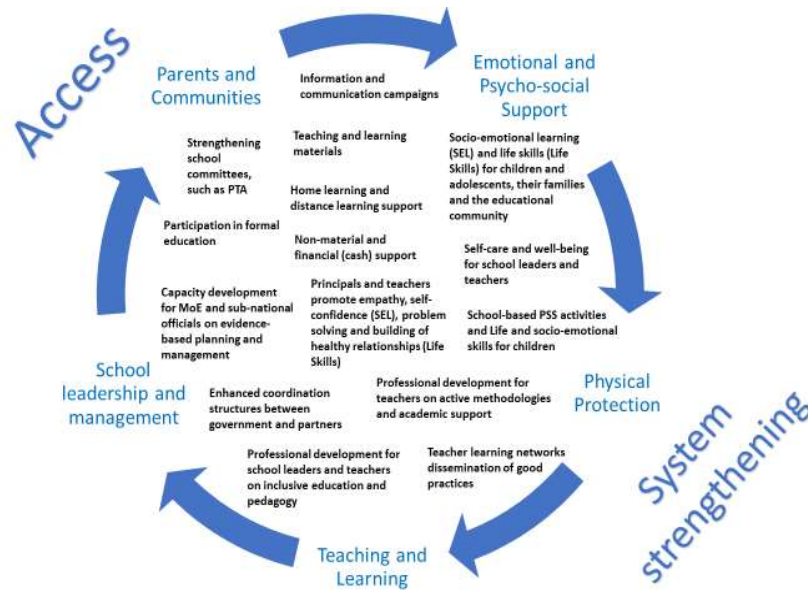 Access
Parents and
Communities
Information and
communication campaigns
Emotional and
Psycho-social
Support
Strengthening
school
committees,
such as PTA
Teaching and learning
materials
Socio-emotional learning
(SEL) and life skills (Life
Skills) for children and
adolescents, their families
and the educational
community
Home learning and
distance learning support
Participation in formal
education
Non-material and
financial (cash) support
Self-care and well-being
for school leaders and
teachers
Capacity development
for MoE and sub-national
officials on evidence-
based planning and
management
Principals and teachers
promote empathy, self-
confidence (SEL), problem
solving and building of
healthy relationships (Life
Skills)
School-based PSS activities
and Life and socio-emotional
skills for children
School
leadership and
management
Enhanced coordination
structures between
government and partners
Professional development for
teachers on active methodologies
and academic support
Physical
Protection
Professional development for
school leaders and teachers
on inclusive education and
pedagogy
Teacher learning networks
dissemination of good
practices
System
strengthening
Teaching and
Learning